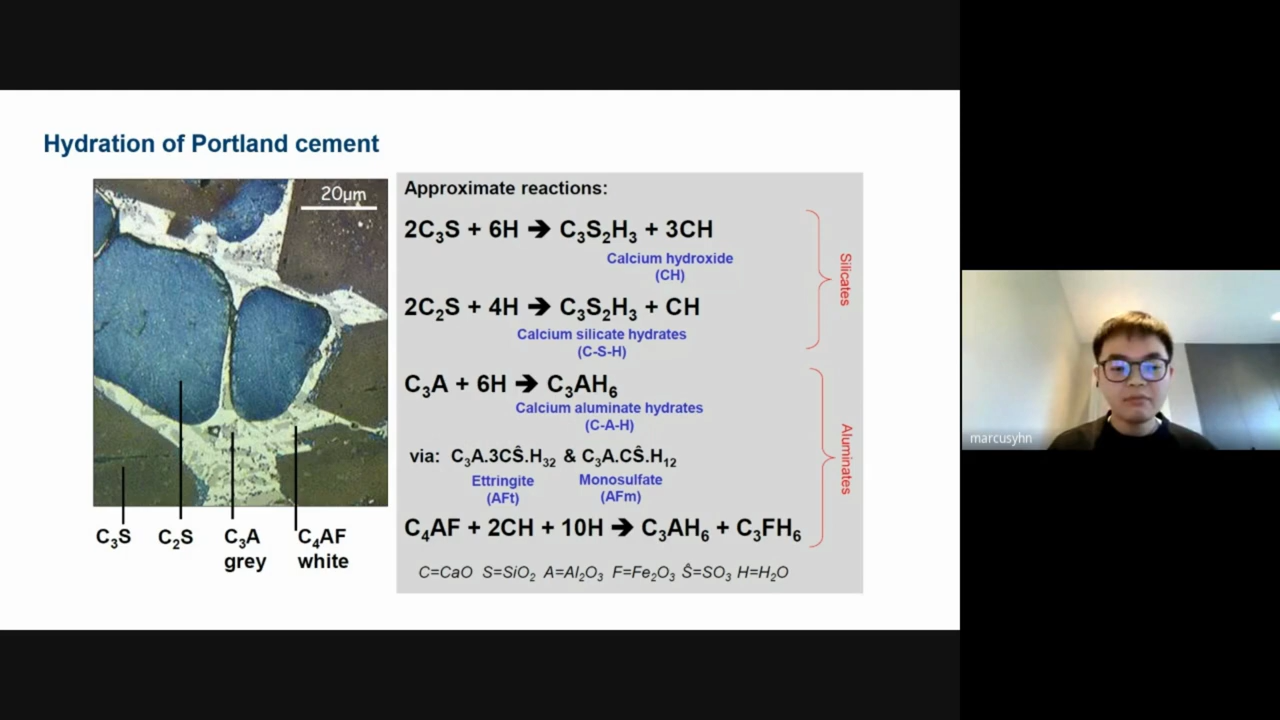 Hydration of Portland cement
20μm
C₃S
C₂S
C₃A
grey
C₄AF
white
Approximate reactions:
2C₃S + 6H ➔ C₃S₂H₃ + 3CH
Calcium hydroxide
(CH)
2C₂S + 4H ➔ C₃S₂H₃ + CH
Calcium silicate hydrates
(C-S-H)
Silicates
C₃A + 6H ➔ C₃AH₆
Calcium aluminate hydrates
(C-A-H)
via: C₃A.3CŜ.H₃₂ & C₃A.CŜ.H₁₂
Ettringite
(AFt)
Monosulfate
(AFm)
C₄AF + 2CH + 10H ➔ C₃AH₆ + C₃FH₆
Aluminates
C=CaO S=SiO₂ A=Al₂O₃ F=Fe₂O₃ Ŝ=SO₃ H=H₂O
marcusyhn